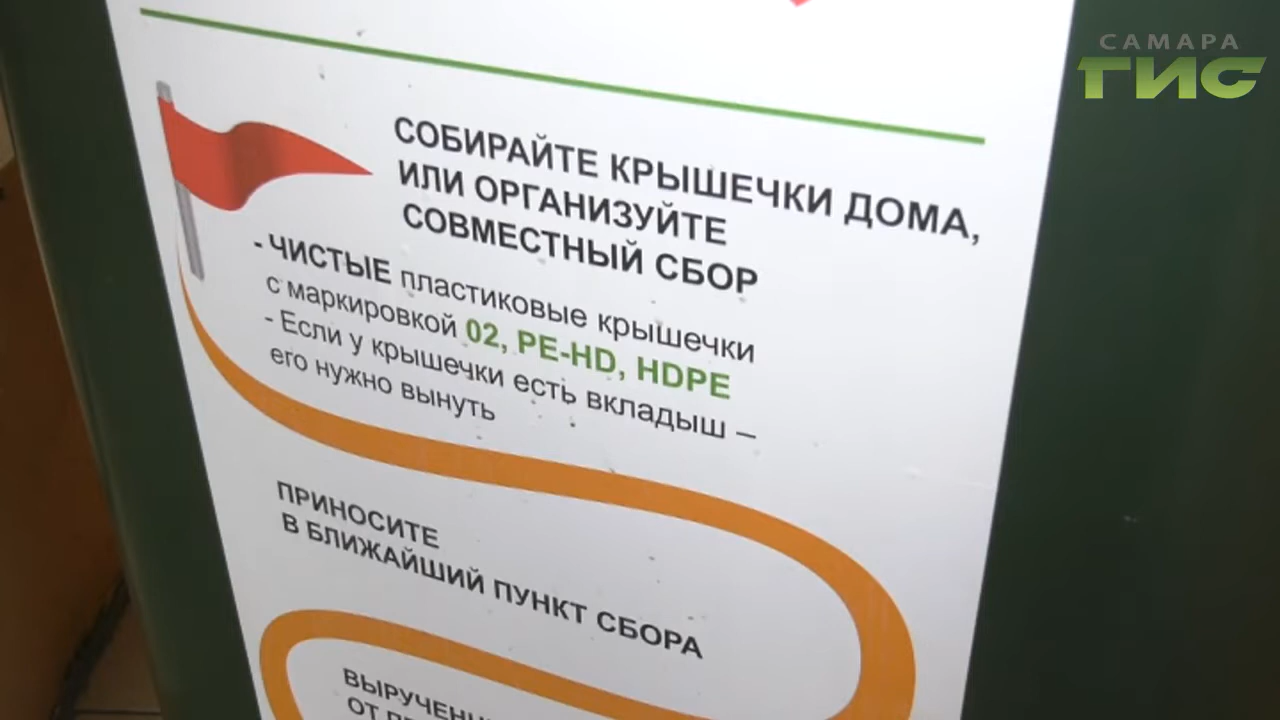 САМАРА
ГИС
СОБИРАЙТЕ КРЫШЕЧКИ ДОМА,
ИЛИ ОРГАНИЗУЙТЕ
СОВМЕСТНЫЙ СБОР
- ЧИСТЫЕ пластиковые крышечки
с маркировкой 02, PE-HD, HDPE
- Если у крышечки есть вкладыш –
его нужно вынуть
ПРИНОСИТЕ
В БЛИЖАЙШИЙ ПУНКТ СБОРА
ОТ